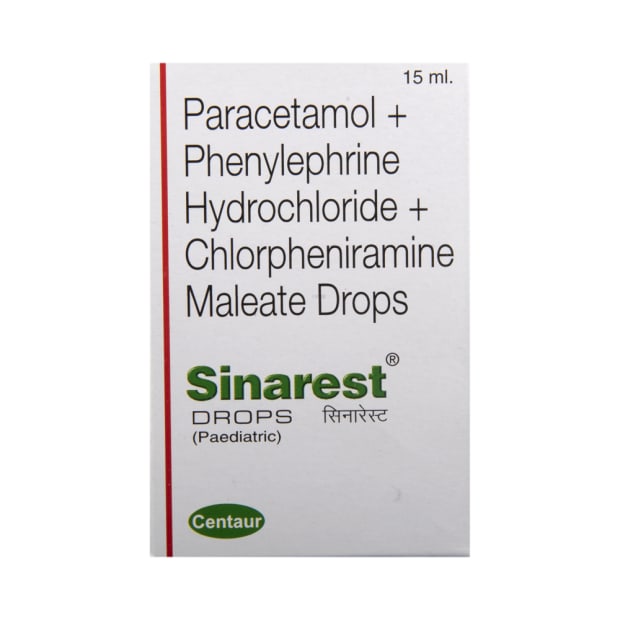 15 ml.
Paracetamol +
Phenylephrine
Hydrochloride +
Chlorpheniramine
Maleate Drops
Sinarest®
DROPS सिनारेस्ट
(Paediatric)
Centaur